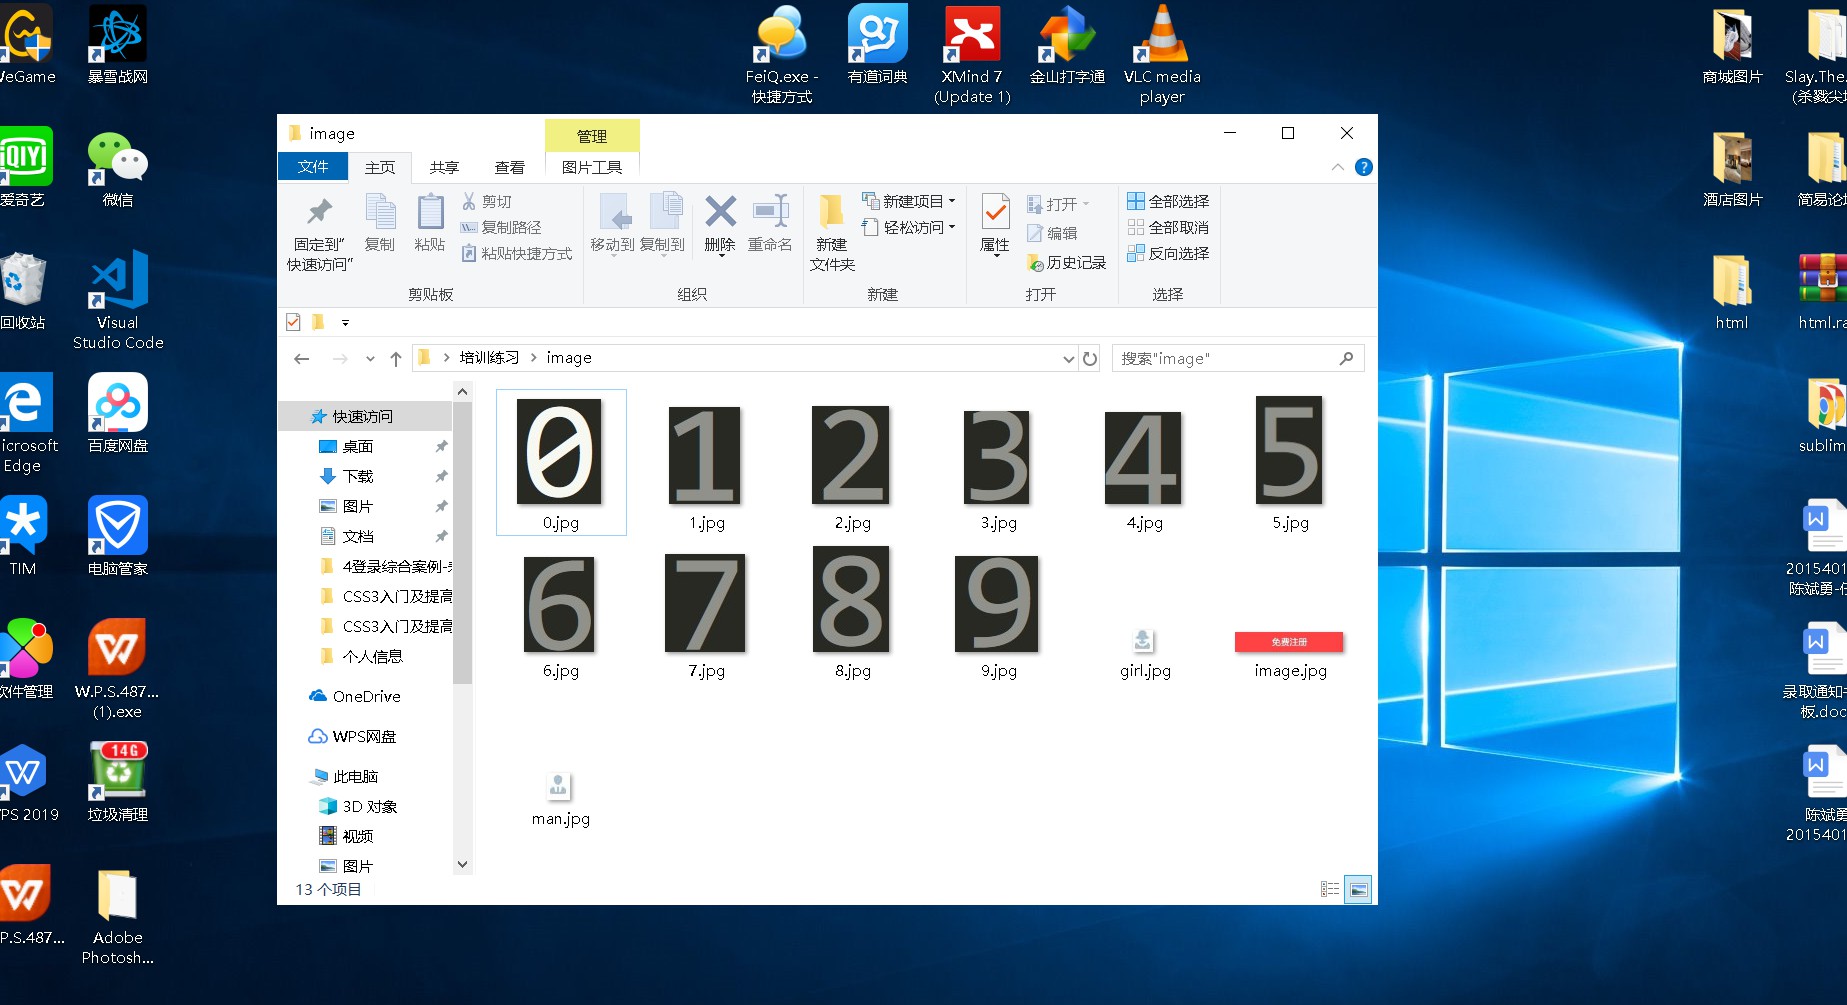 WeGame
暴雪战网
FeiQ.exe -
快捷方式
有道词典
XMind 7
(Update 1)
金山打字通
VLC media
player
商城图片
Slay.The.
(杀戮尖塔
iQIYI
爱奇艺
微信
酒店图片
简易论坛
回收站
Visual
Studio Code
html
html.ra
Microsoft
Edge
百度网盘
sublim
TIM
电脑管家
2015401
陈斌勇-任
软件管理
W.P.S.487...
(1).exe
录取通知书
板.doc
14G
WPS 2019
垃圾清理
陈斌勇
2015401
W.P.S.487...
Adobe
Photosh...
image
管理
文件
主页
共享
查看
图片工具
固定到"
快速访问"
复制
粘贴
剪切
复制路径
粘贴快捷方式
剪贴板
移动到
复制到
删除
重命名
组织
新建
文件夹
新建项目
轻松访问
新建
属性
打开
编辑
历史记录
打开
全部选择
全部取消
反向选择
选择
培训练习
image
搜索"image"
快速访问
桌面
下载
图片
文档
4登录综合案例-
CSS3入门及提高
CSS3入门及提高
个人信息
OneDrive
WPS网盘
此电脑
3D 对象
视频
图片
0
1
2
3
4
5
0.jpg
1.jpg
2.jpg
3.jpg
4.jpg
5.jpg
6
7
8
9
免费注册
6.jpg
7.jpg
8.jpg
9.jpg
girl.jpg
image.jpg
man.jpg
13 个项目